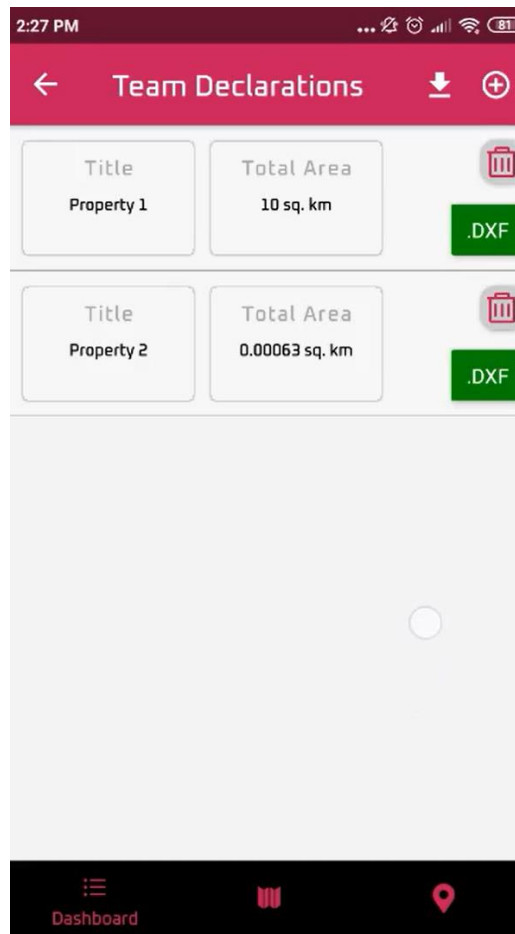 2:27 PM ... 81
Team Declarations
Title Total Area
Property 1 10 sq. km
.DXF
Title Total Area
Property 2 0.00063 sq. km
.DXF
Dashboard